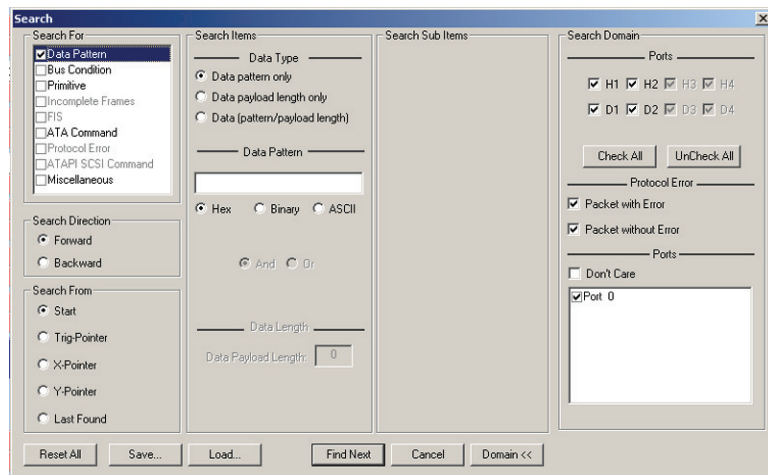 Search
Search For
Data Pattern
Bus Condition
Primitive
Incomplete Frames
FIS
ATA Command
Protocol Error
ATAPI SCSI Command
Miscellaneous
Search Direction
Forward
Backward
Search From
Start
Trig-Pointer
X-Pointer
Y-Pointer
Last Found
Search Items
Data Type
Data pattern only
Data payload length only
Data (pattern/payload length)
Data Pattern
Hex Binary ASCII
And Or
Data Length
Data Payload Length: 0
Search Sub Items
Search Domain
Ports
H1 H2 H3 H4
D1 D2 D3 D4
Check All UnCheck All
Protocol Error
Packet with Error
Packet without Error
Ports
Don't Care
Port 0
Reset All Save... Load... Find Next Cancel Domain <<